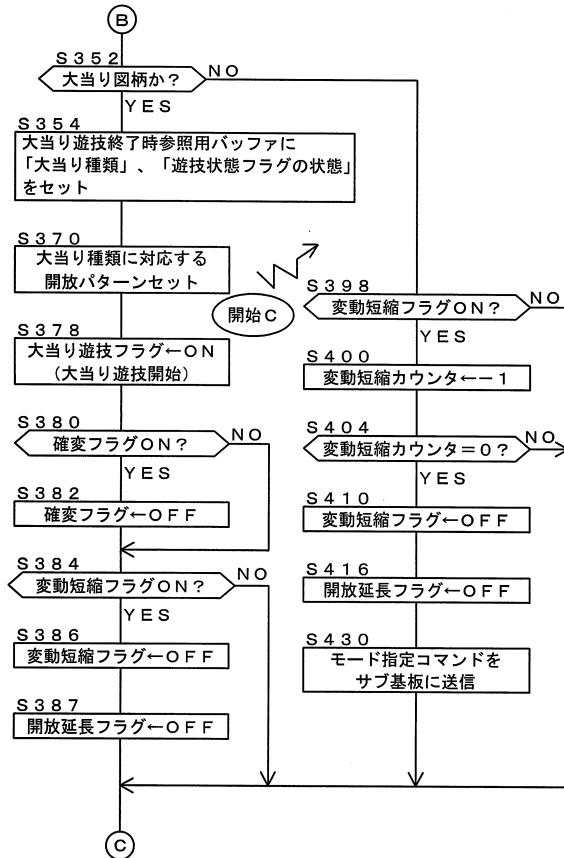 B
S352
大当り図柄か?
NO
YES
S354
大当り遊技終了時参照用バッファに
「大当り種類」、「遊技状態フラグの状態」
をセット
S370
大当り種類に対応する
開放パターンセット
開始C
S378
大当り遊技フラグ←ON
(大当り遊技開始)
S380
確変フラグON?
NO
YES
S382
確変フラグ←OFF
S384
変動短縮フラグON?
NO
YES
S386
変動短縮フラグ←OFF
S387
開放延長フラグ←OFF
S398
変動短縮フラグON?
NO
YES
S400
変動短縮カウンタ←-1
S404
変動短縮カウンタ=0?
NO
YES
S410
変動短縮フラグ←OFF
S416
開放延長フラグ←OFF
S430
モード指定コマンドを
サブ基板に送信
C